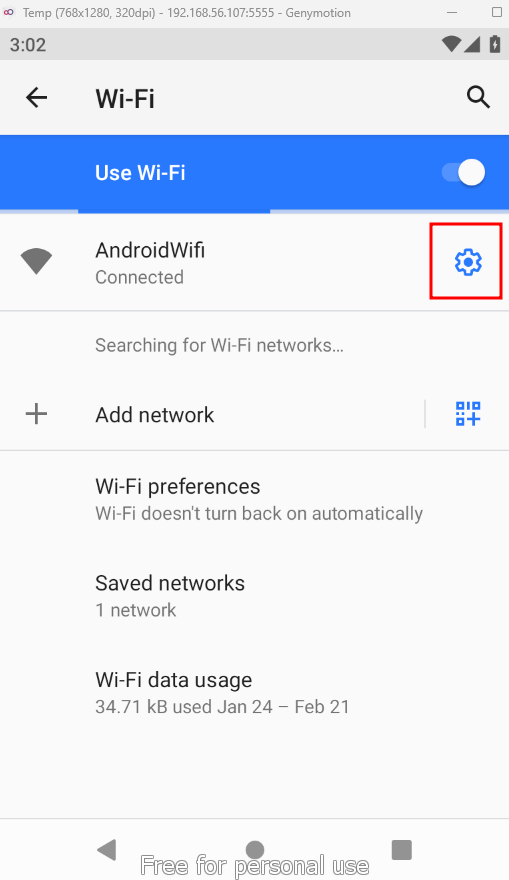 Temp (768x1280, 320dpi) - 192.168.56.107:5555 - Genymotion
3:02
Wi-Fi
Use Wi-Fi
AndroidWifi
Connected
Searching for Wi-Fi networks…
Add network
Wi-Fi preferences
Wi-Fi doesn't turn back on automatically
Saved networks
1 network
Wi-Fi data usage
34.71 kB used Jan 24 – Feb 21
Free for personal use